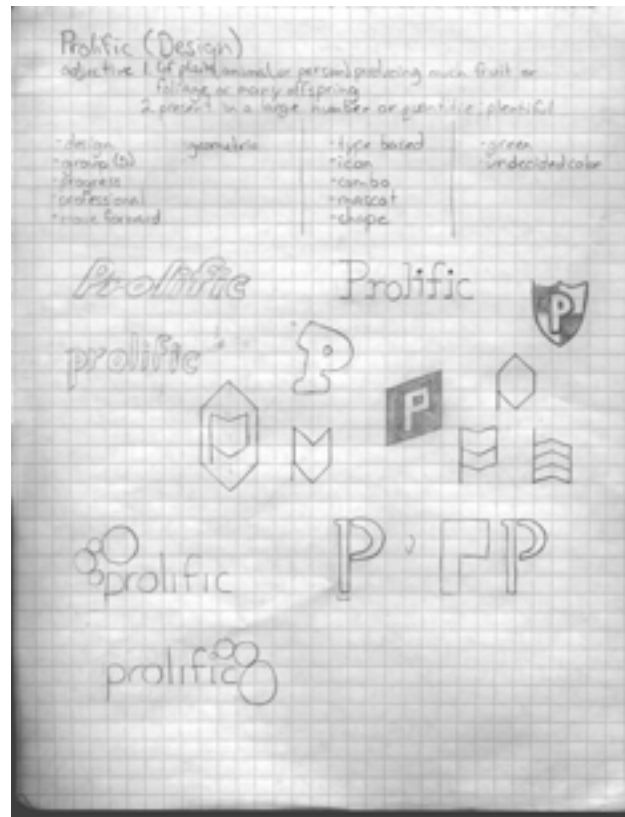 Prolific (Design)
adjective 1. (of plant, animal, or person) producing much fruit or
foliage or many offspring
2. present in a large number or quantitie; plentiful
-design
-group (s)
-progress
-professional
-move forward
-geometric
-type based
-icon
-combo
-mascot
-shape
-green
-undecided color
Prolific
Prolific
P
prolific
P
P
prolific
P
P
prolific